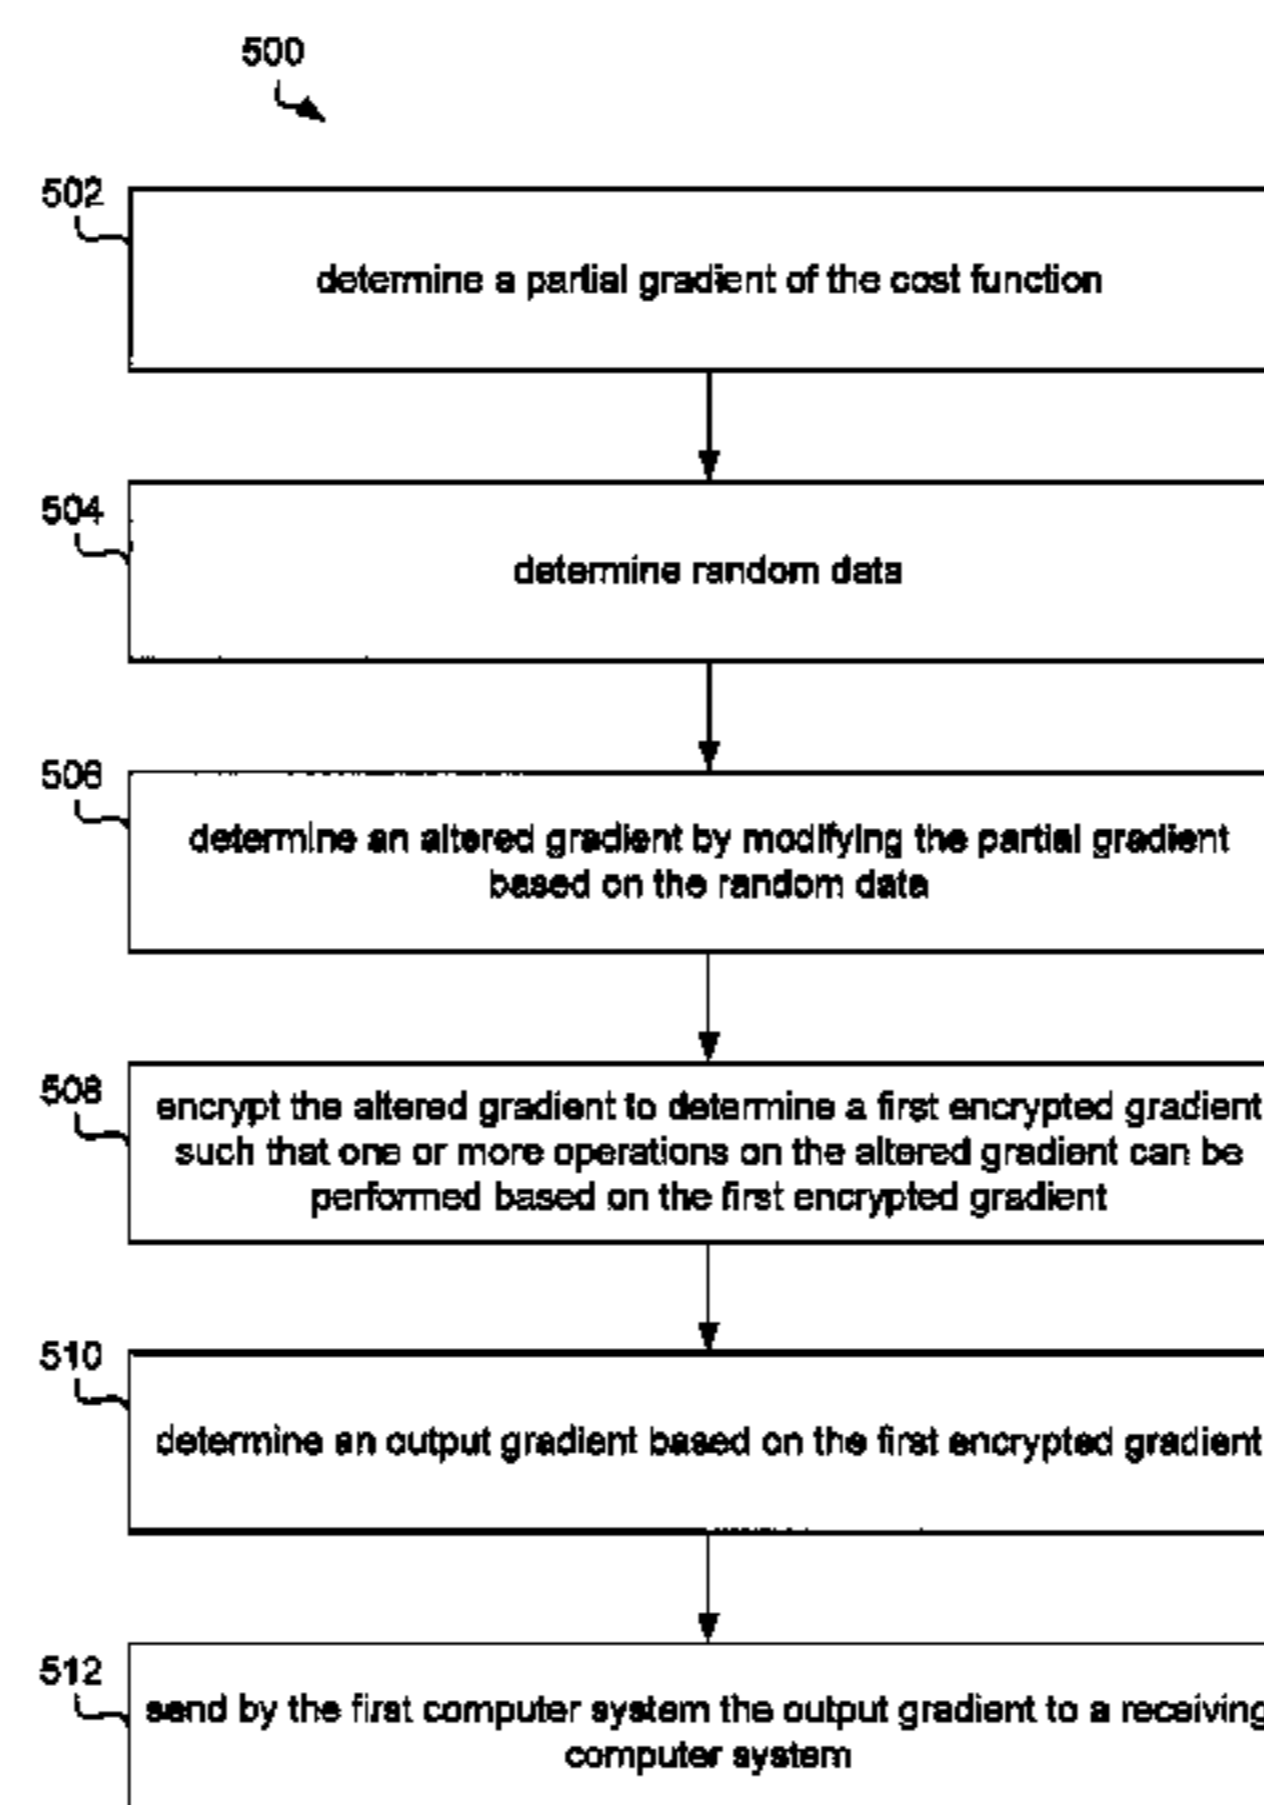 500
502
determine a partial gradient of the cost function
504
determine random data
506
determine an altered gradient by modifying the partial gradient
based on the random data
508
encrypt the altered gradient to determine a first encrypted gradient
such that one or more operations on the altered gradient can be
performed based on the first encrypted gradient
510
determine an output gradient based on the first encrypted gradient
512
send by the first computer system the output gradient to a receiving
computer system